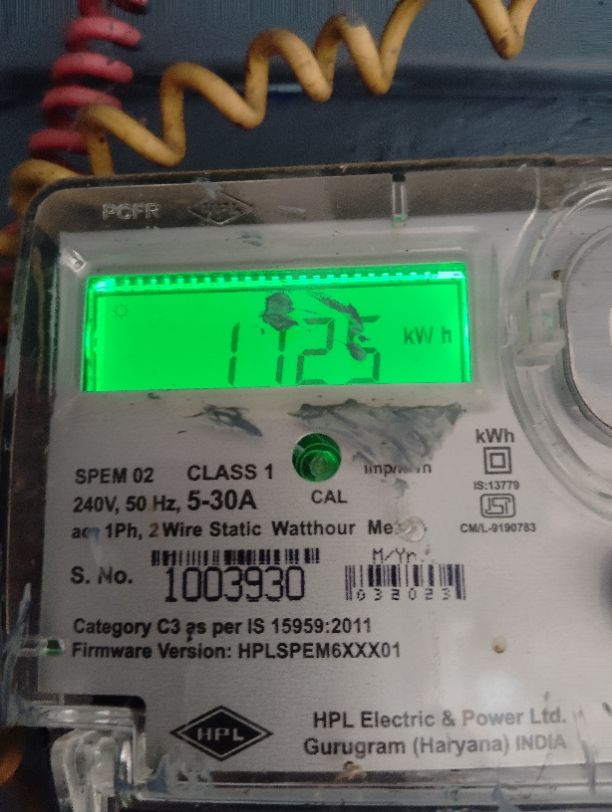 PCFR HPL
kWh
SPEM 02 CLASS 1
kWh
240V, 50 Hz, 5-30A
CAL
IS:13779
1Ph, 2 Wire Static Watthour
CM/L-9190783
M/Yr.
S. No. 1003930
032023
Category C3 as per IS 15959:2011
Firmware Version: HPLSPEM6XXX01
HPL
HPL Electric & Power Ltd.
Gurugram (Haryana) INDIA